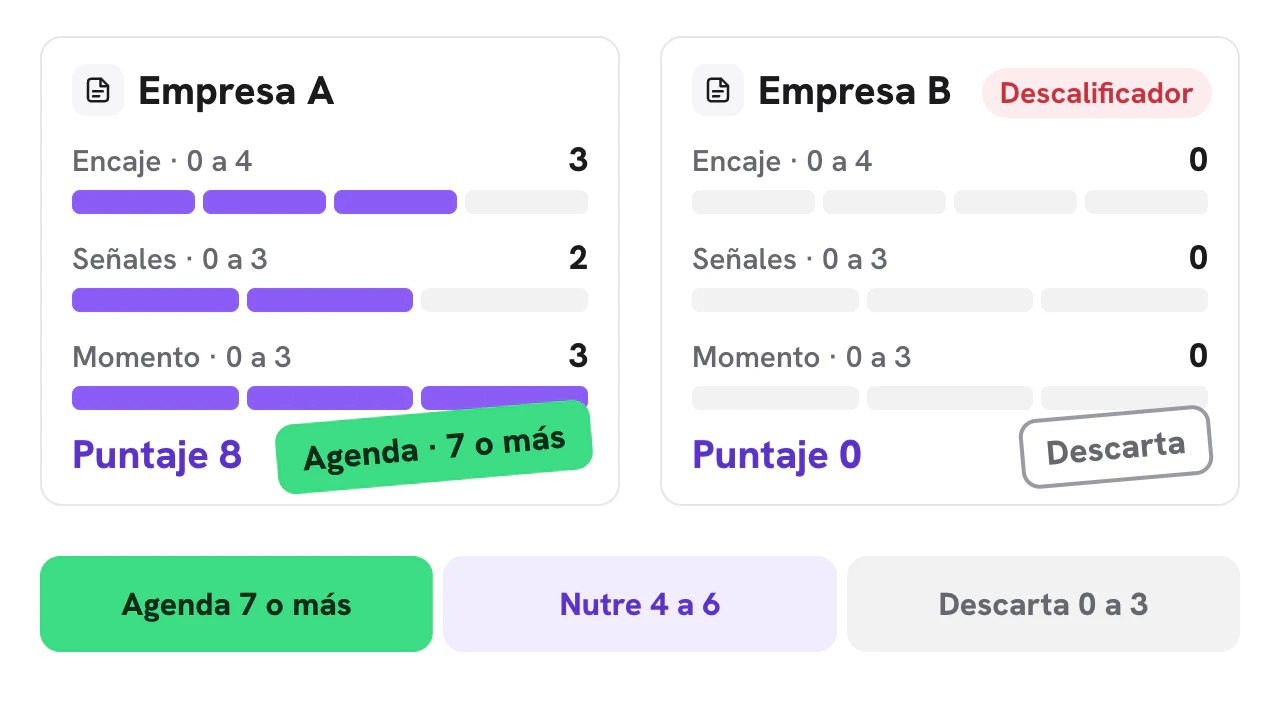 Empresa A
Encaje · 0 a 4 3
Señales · 0 a 3 2
Momento · 0 a 3 3
Puntaje 8 Agenda · 7 o más
Empresa B Descalificador
Encaje · 0 a 4 0
Señales · 0 a 3 0
Momento · 0 a 3 0
Puntaje 0 Descarta
Agenda 7 o más
Nutre 4 a 6
Descarta 0 a 3